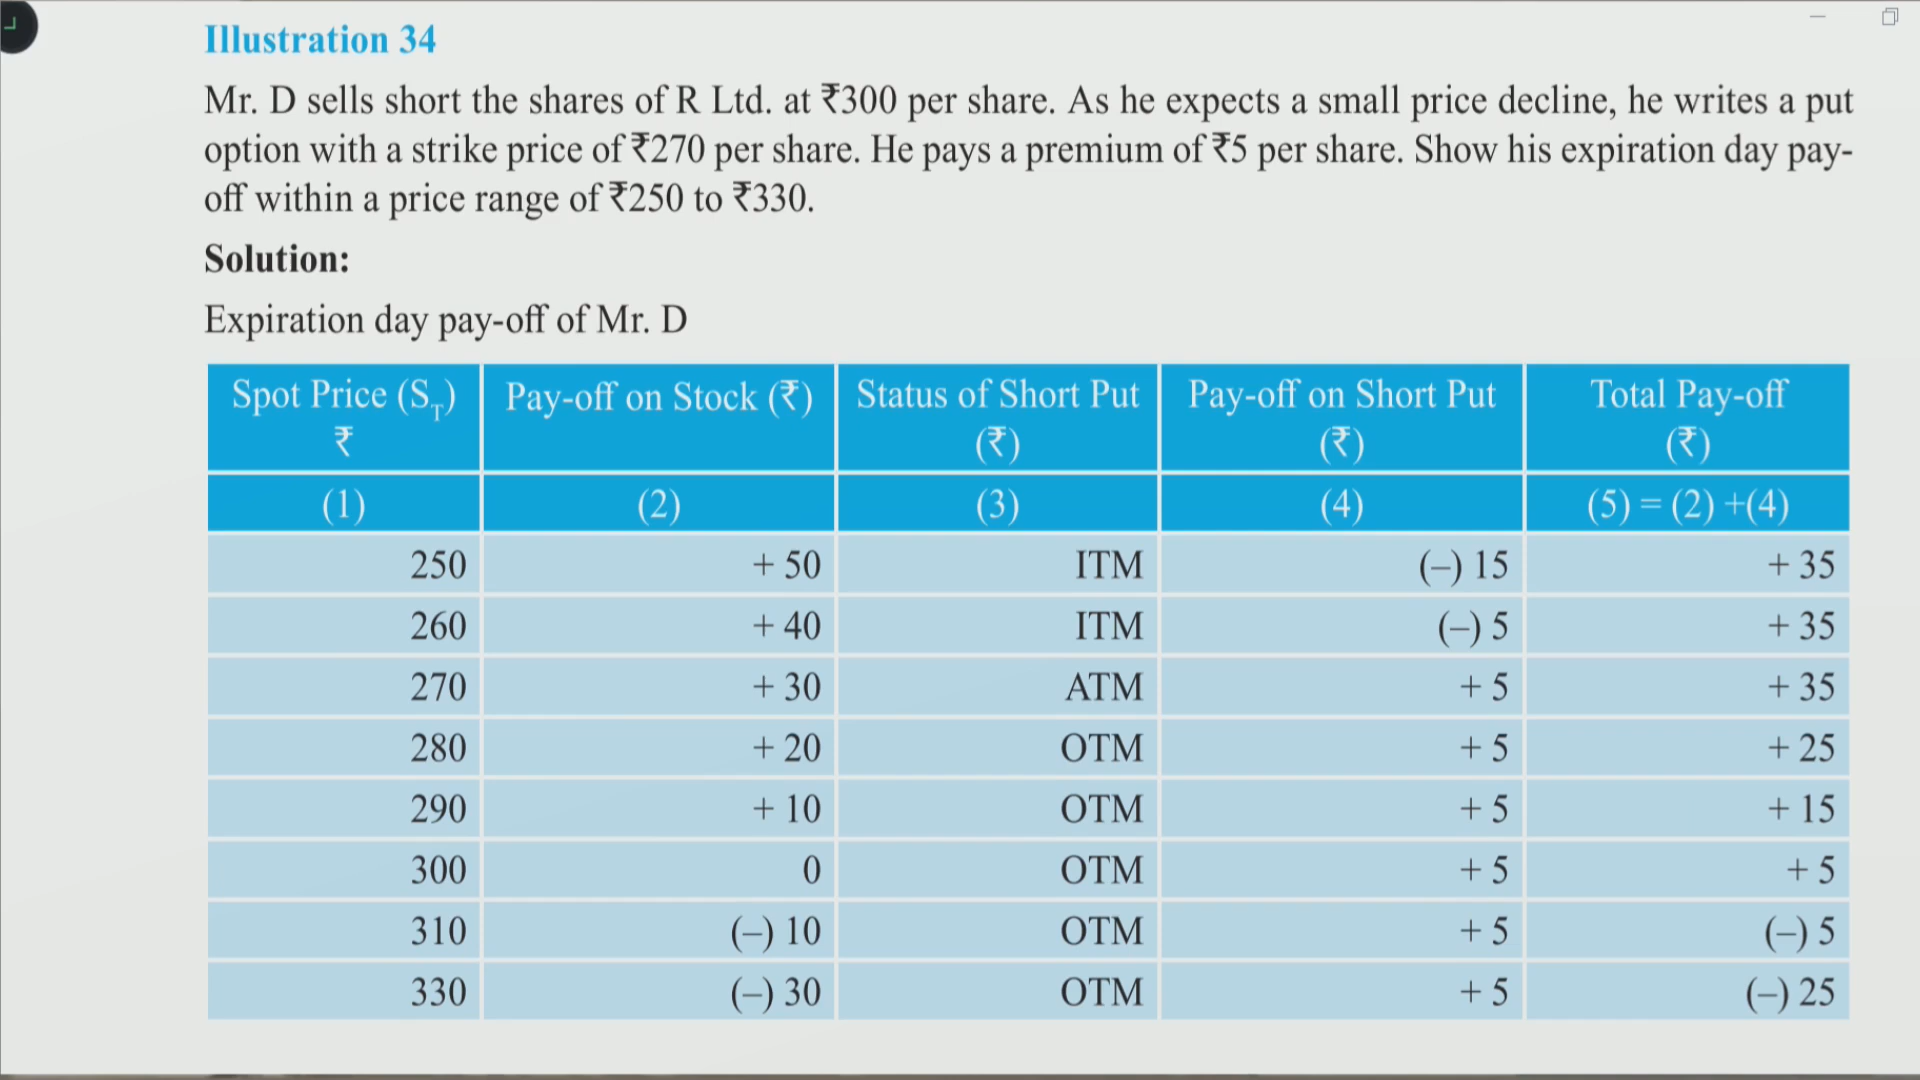 Illustration 34
Mr. D sells short the shares of R Ltd. at ₹300 per share. As he expects a small price decline, he writes a put
option with a strike price of ₹270 per share. He pays a premium of ₹5 per share. Show his expiration day pay-
off within a price range of ₹250 to ₹330.
Solution:
Expiration day pay-off of Mr. D
Spot Price (S_T) ₹ | Pay-off on Stock (₹) | Status of Short Put (₹) | Pay-off on Short Put (₹) | Total Pay-off (₹)
(1) | (2) | (3) | (4) | (5) = (2) +(4)
250 | + 50 | ITM | (–) 15 | + 35
260 | + 40 | ITM | (–) 5 | + 35
270 | + 30 | ATM | + 5 | + 35
280 | + 20 | OTM | + 5 | + 25
290 | + 10 | OTM | + 5 | + 15
300 | 0 | OTM | + 5 | + 5
310 | (–) 10 | OTM | + 5 | (–) 5
330 | (–) 30 | OTM | + 5 | (–) 25